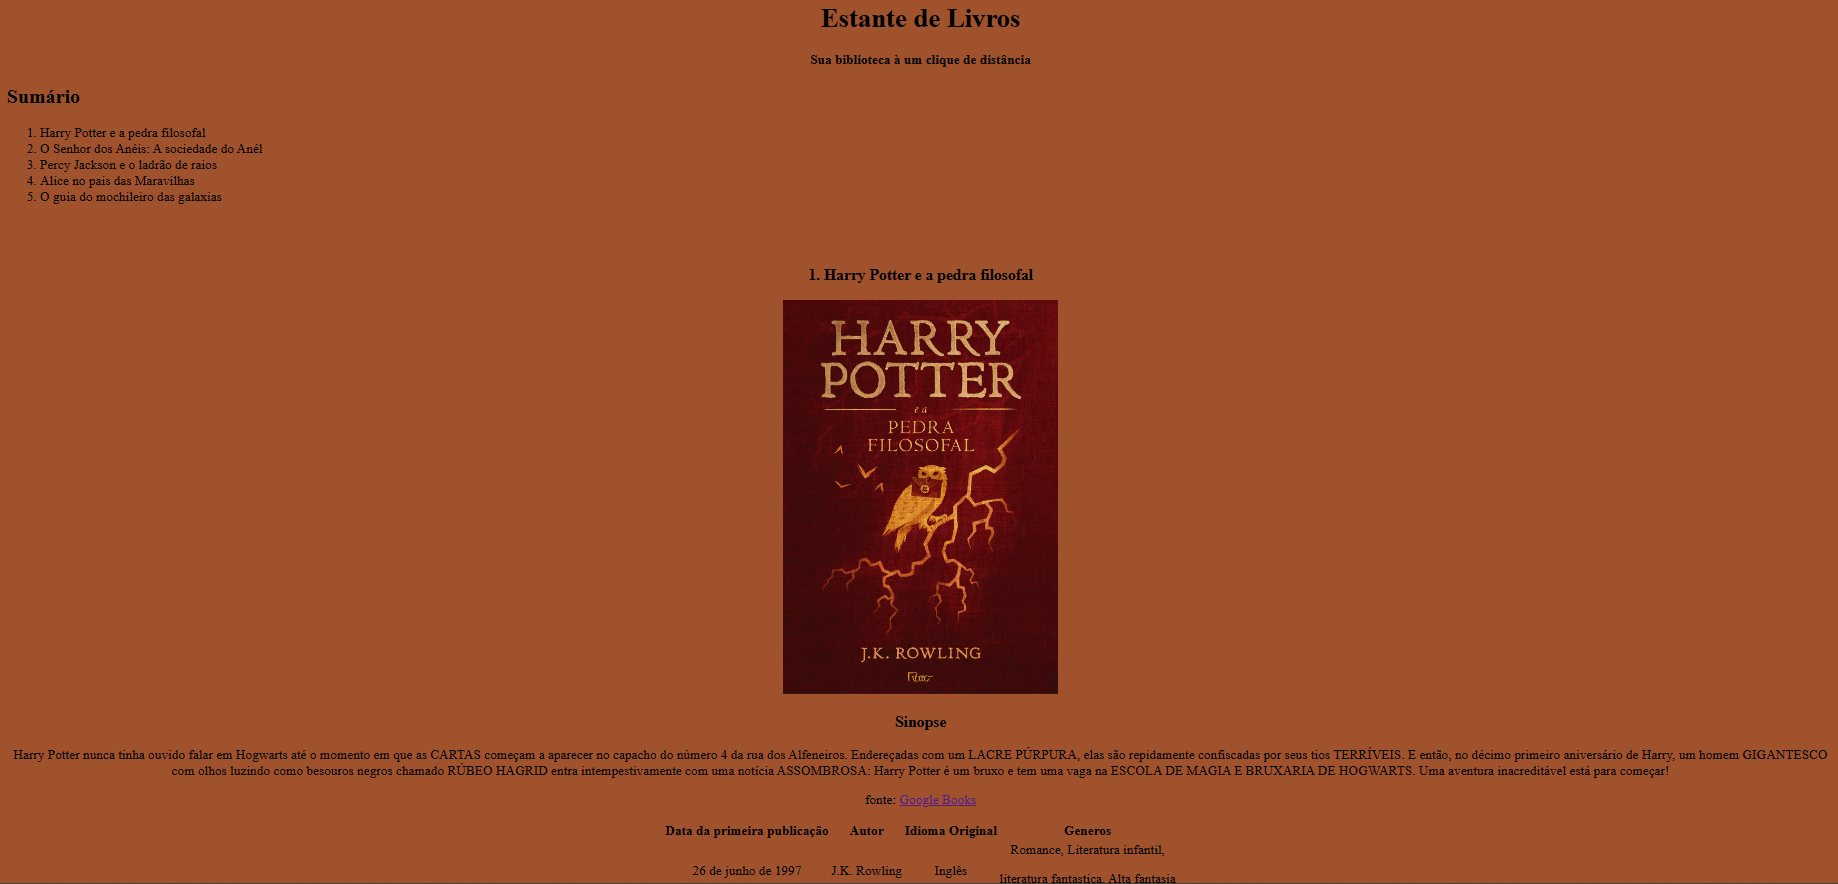 Estante de Livros
Sua biblioteca à um clique de distância
Sumário
1. Harry Potter e a pedra filosofal
2. O Senhor dos Anéis: A sociedade do Anél
3. Percy Jackson e o ladrão de raios
4. Alice no pais das Maravilhas
5. O guia do mochileiro das galaxias
1. Harry Potter e a pedra filosofal
HARRY
POTTER
e a
PEDRA
FILOSOFAL
J.K. ROWLING
Rocco
Sinopse
Harry Potter nunca tinha ouvido falar em Hogwarts até o momento em que as CARTAS começam a aparecer no capacho do número 4 da rua dos Alfeneiros. Endereçadas com um LACRE PÚRPURA, elas são repidamente confiscadas por seus tios TERRÍVEIS. E então, no décimo primeiro aniversário de Harry, um homem GIGANTESCO
com olhos luzindo como besouros negros chamado RÚBEO HAGRID entra intempestivamente com uma notícia ASSOMBROSA: Harry Potter é um bruxo e tem uma vaga na ESCOLA DE MAGIA E BRUXARIA DE HOGWARTS. Uma aventura inacreditável está para começar!
fonte: Google Books
Data da primeira publicação Autor Idioma Original Generos
Romance, Literatura infantil,
26 de junho de 1997 J.K. Rowling Inglês
literatura fantastica, Alta fantasia